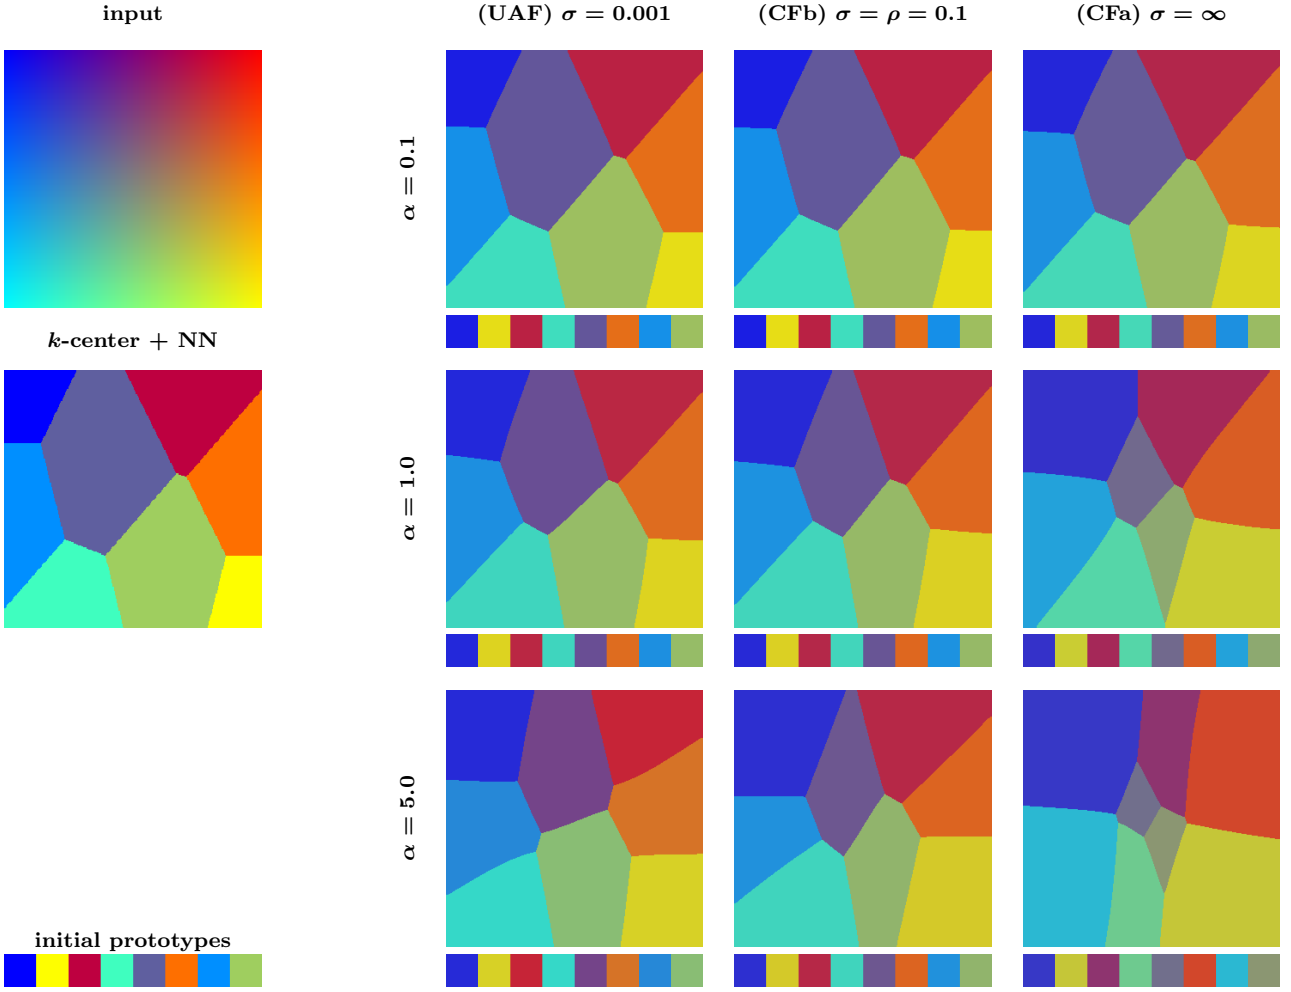 input
(UAF) σ = 0.001
(CFb) σ = ρ = 0.1
(CFa) σ = ∞
α = 0.1
k-center + NN
α = 1.0
α = 5.0
initial prototypes